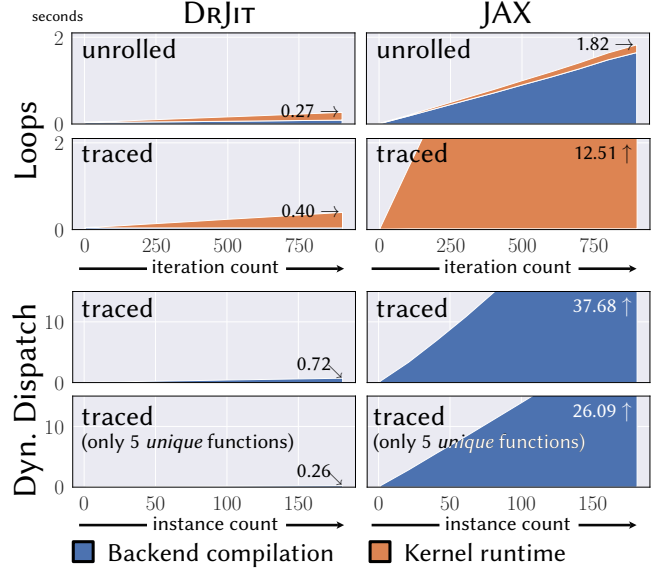 DrJit JAX
seconds
2
unrolled
0.27 →
0
unrolled
1.82 →
Loops
2
traced
0.40 →
0
traced
12.51 ↑
0 250 500 750
0 250 500 750
iteration count
iteration count
Dyn. Dispatch
10
traced
0.72
0
traced
37.68 ↑
10
traced
(only 5 unique functions)
0.26
0
traced
(only 5 unique functions)
26.09 ↑
0 50 100 150
0 50 100 150
instance count
instance count
Backend compilation
Kernel runtime